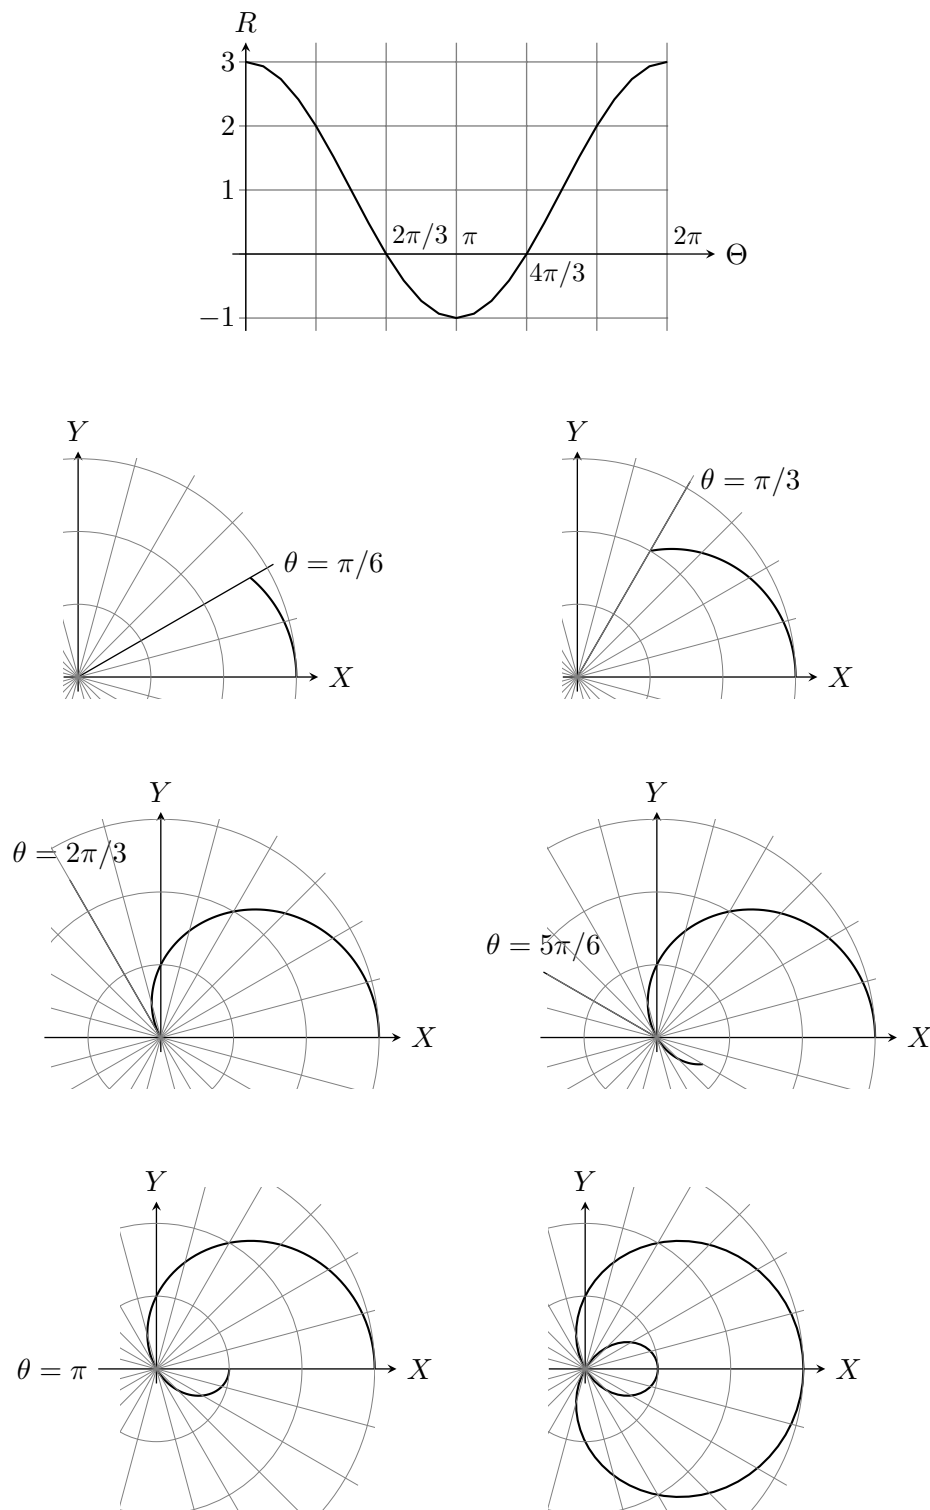 R
3
2
1
2π/3 π 2π
Θ
4π/3
−1
Y Y
θ = π/3
θ = π/6
X X
Y Y
θ = 2π/3
θ = 5π/6
X X
Y Y
θ = π X X